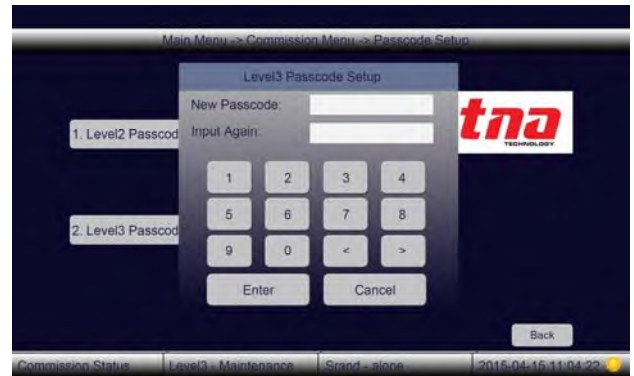 Main Menu -> Commission Menu -> Passcode Setup
Level3 Passcode Setup
New Passcode:
Input Again:
tna
TECHNOLOGY
1. Level2 Passcod
2. Level3 Passcod
1 2 3 4
5 6 7 8
9 0 < >
Enter Cancel
Back
Commission Status Level3 - Maintenance Srand - alone 2015-04-15 11:04:22